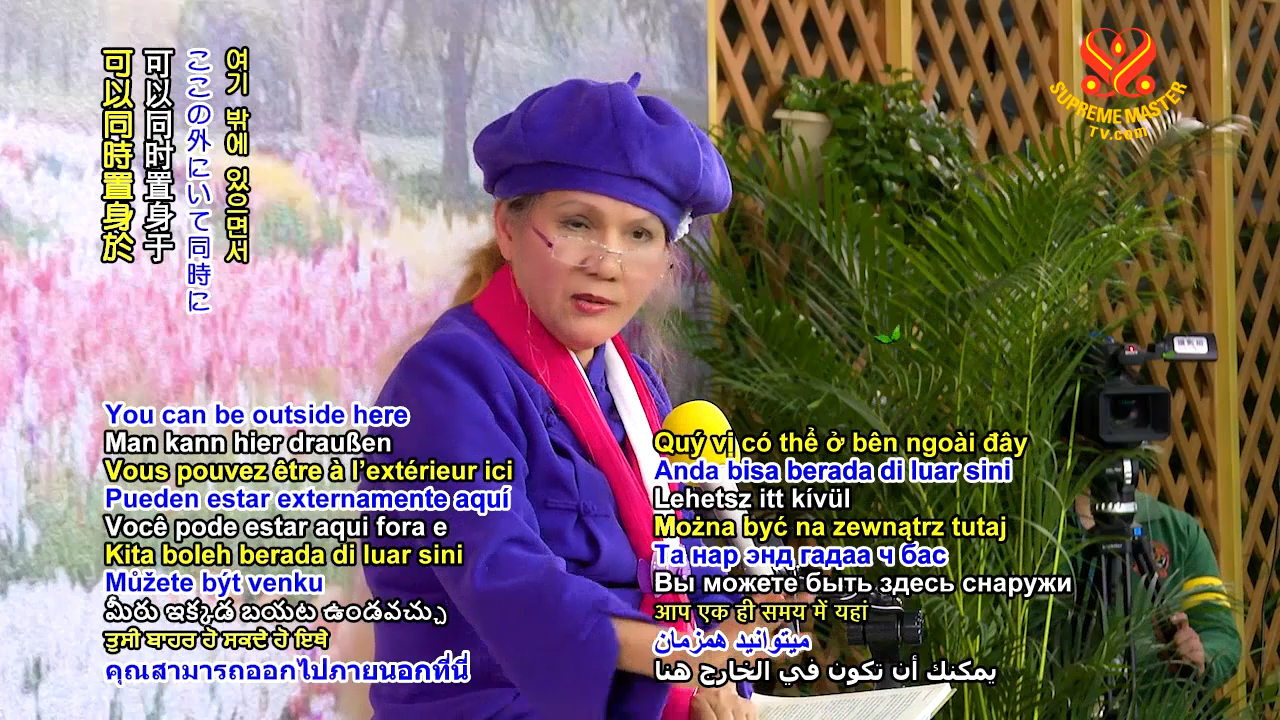 可以同時置身於
可以同时置身于
ここの外にいて同時に
여기 밖에 있으면서
SUPREME MASTER
TV.com
You can be outside here
Man kann hier draußen
Vous pouvez être à l’extérieur ici
Pueden estar externamente aquí
Você pode estar aqui fora e
Kita boleh berada di luar sini
Můžete být venku
మీరు ఇక్కడ బయట ఉండవచ్చు
ਤੁਸੀ ਬਾਹਰ ਹੋ ਸਕਦੇ ਹੋ ਇਥੇ
คุณสามารถออกไปภายนอกที่นี่
Quý vị có thể ở bên ngoài đây
Anda bisa berada di luar sini
Lehetsz itt kívül
Można być na zewnątrz tutaj
Та нар энд гадаа ч бас
Вы можете быть здесь снаружи
आप एक ही समय में यहां
میتوانید همزمان
يمكنك أن تكون في الخارج هنا